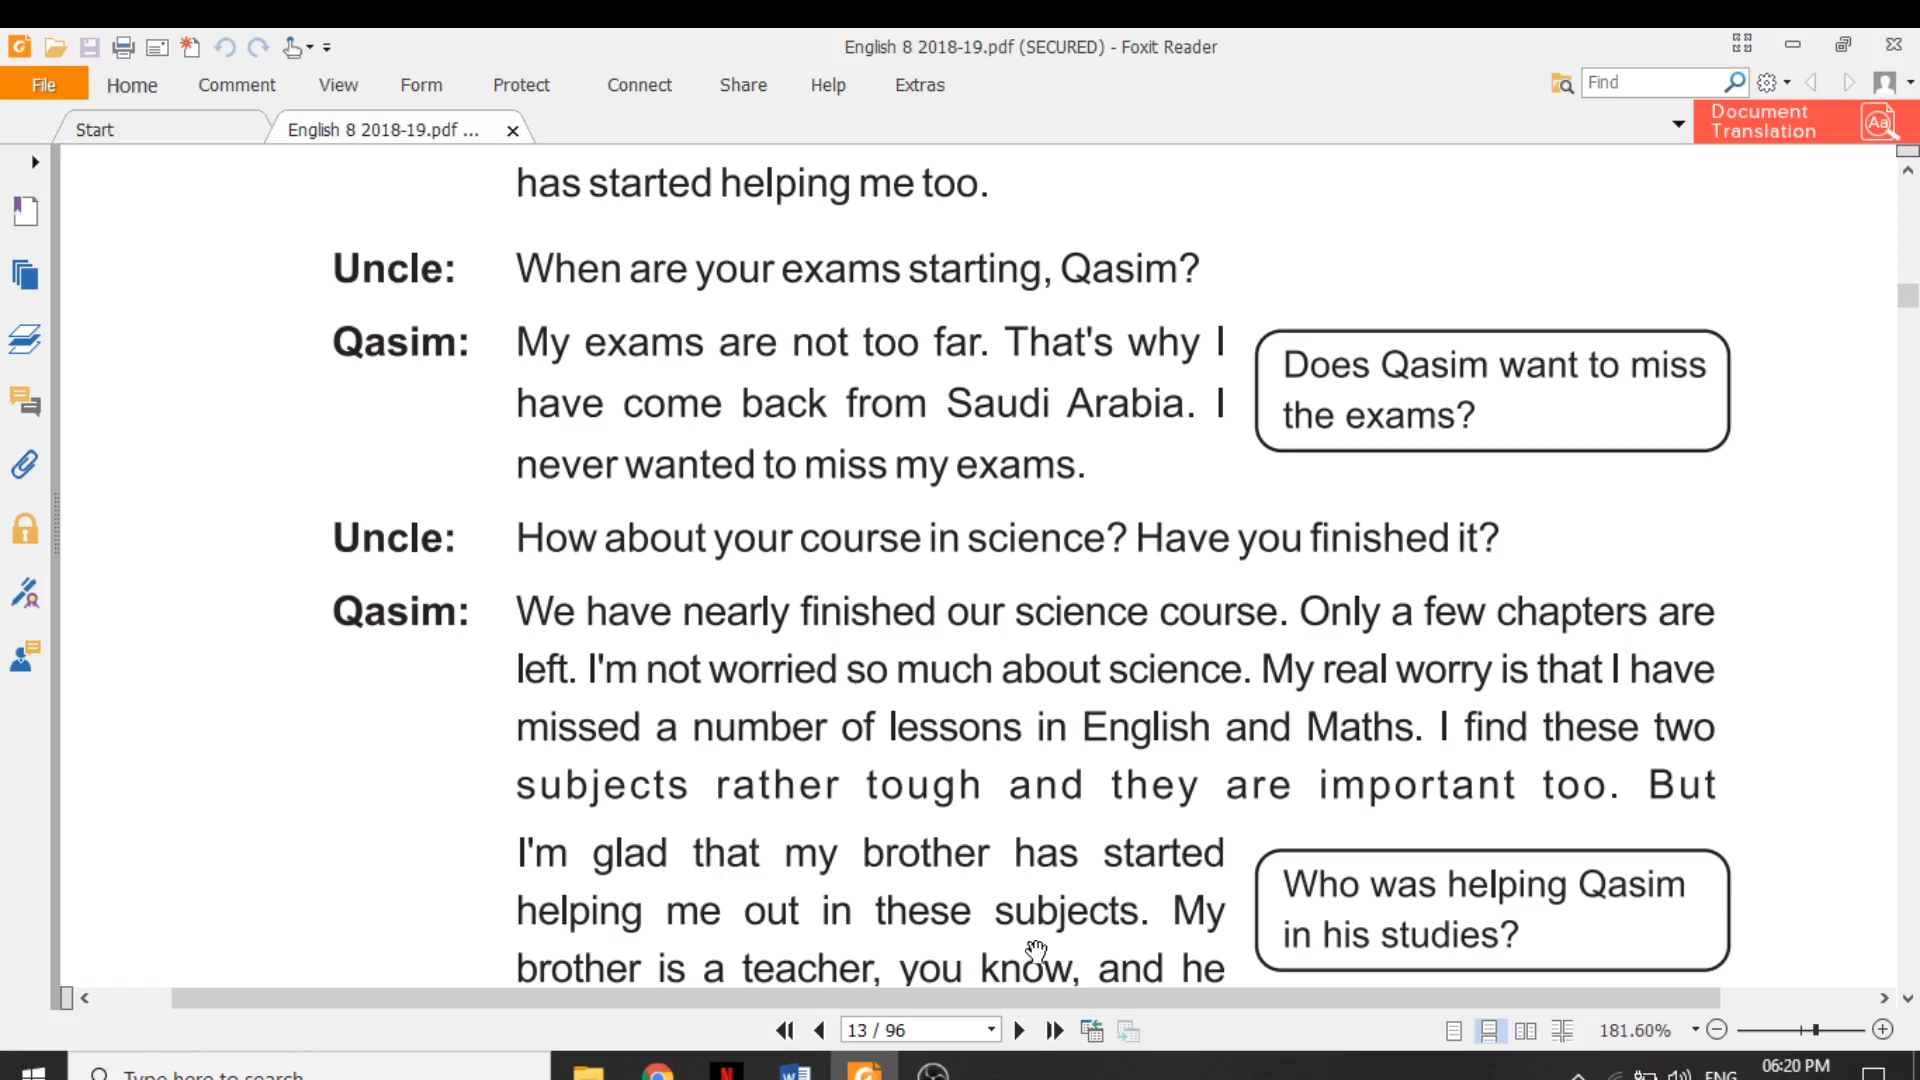 English 8 2018-19.pdf (SECURED) - Foxit Reader
File Home Comment View Form Protect Connect Share Help Extras
Find
Start
English 8 2018-19.pdf ...
Document
Translation
Aa
has started helping me too.
Uncle: When are your exams starting, Qasim?
Qasim: My exams are not too far. That's why I
have come back from Saudi Arabia. I
never wanted to miss my exams.
Does Qasim want to miss
the exams?
Uncle: How about your course in science? Have you finished it?
Qasim: We have nearly finished our science course. Only a few chapters are
left. I'm not worried so much about science. My real worry is that I have
missed a number of lessons in English and Maths. I find these two
subjects rather tough and they are important too. But
I'm glad that my brother has started
helping me out in these subjects. My
brother is a teacher, you know, and he
Who was helping Qasim
in his studies?
13 / 96
181.60%
Type here to search
ENG
06:20 PM